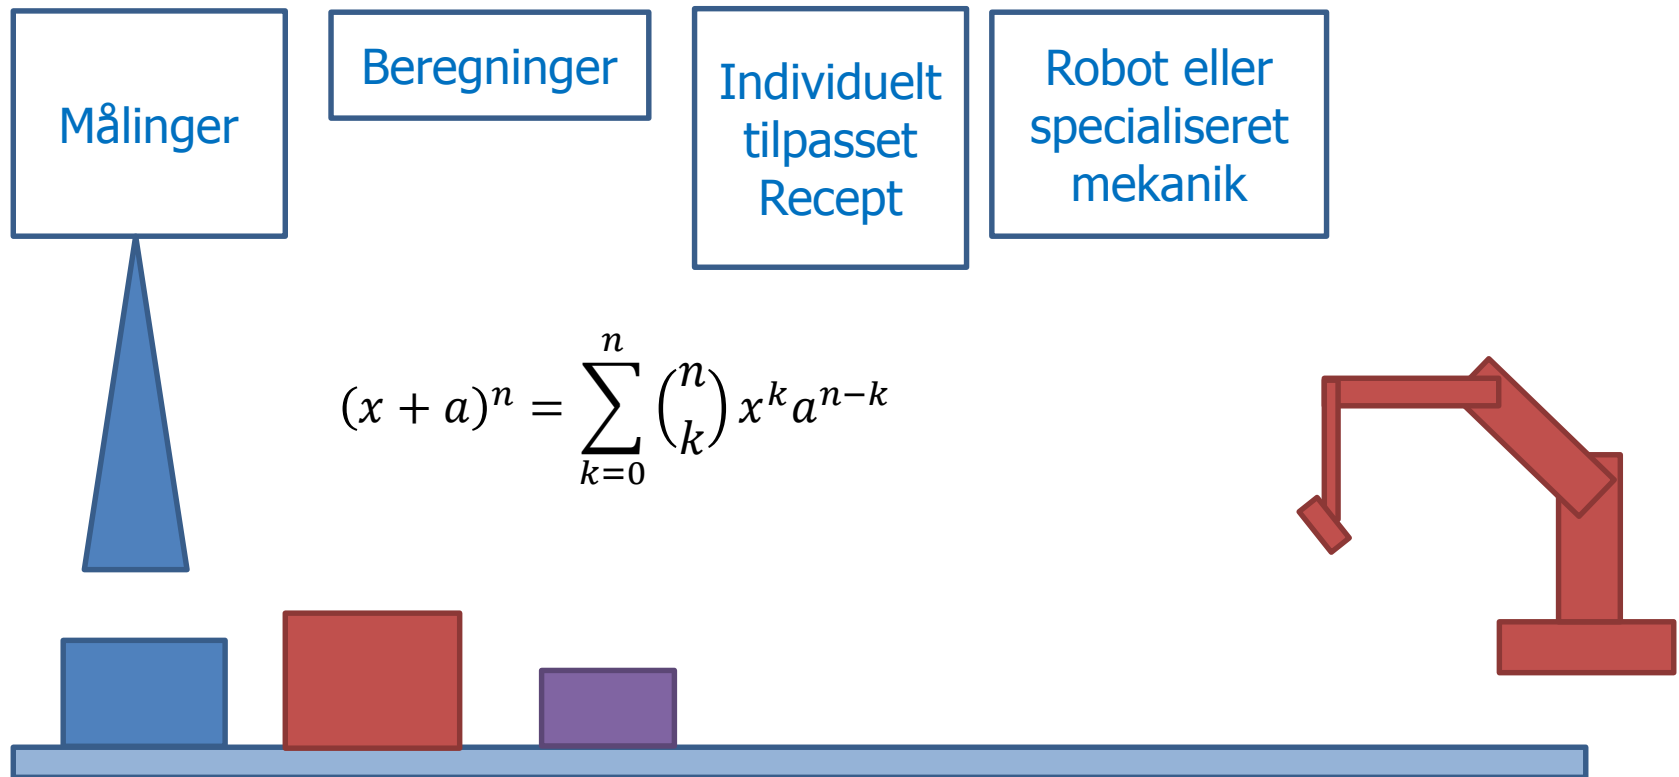 Målinger
Beregninger
Individuelt
tilpasset
Recept
Robot eller
specialiseret
mekanik
(x + a)^n = ∑_{k=0}^{n} (n k) x^k a^{n−k}